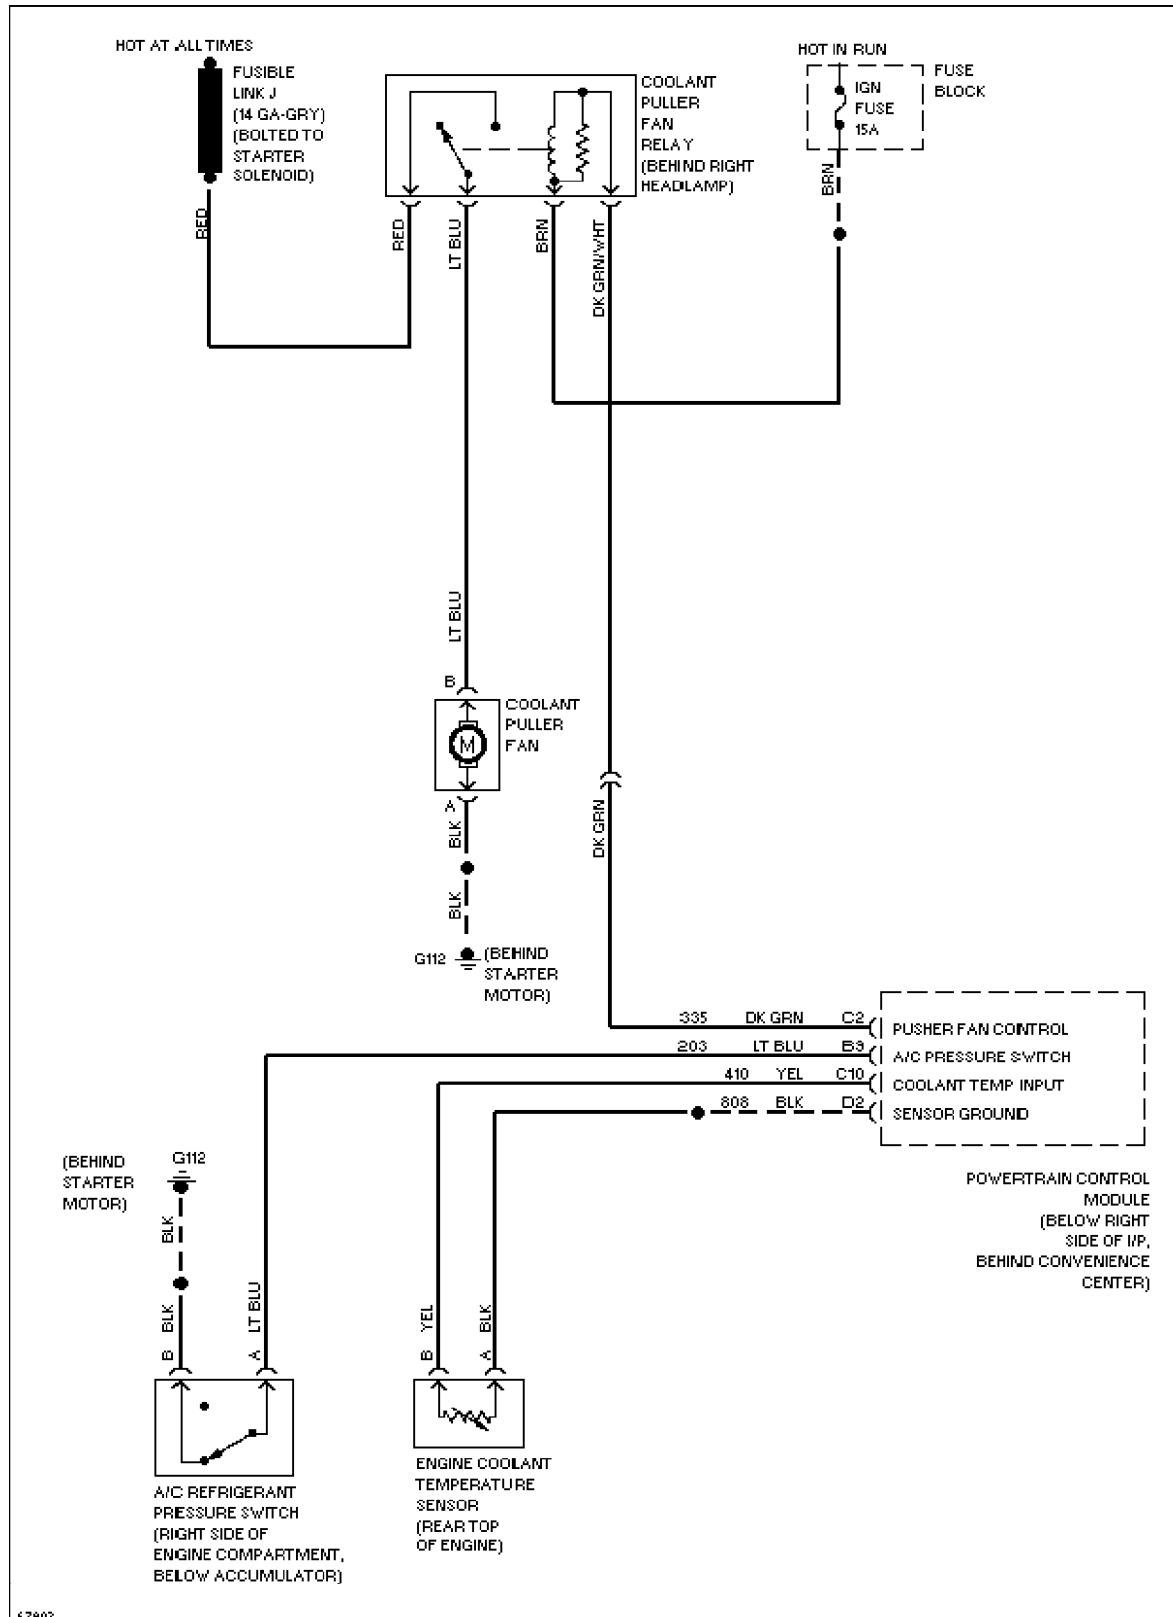 HOT AT ALL TIMES
FUSIBLE
LINK J
(14 GA-GRY)
(BOLTED TO
STARTER
SOLENOID)
COOLANT
PULLER
FAN
RELAY
(BEHIND RIGHT
HEADLAMP)
HOT IN RUN
IGN
FUSE
15A
FUSE
BLOCK
RED
RED
LT BLU
BRN
DK GRN/WHT
BRN
LT BLU
B
COOLANT
PULLER
FAN
M
A
BLK
DK GRN
BLK
G112
(BEHIND
STARTER
MOTOR)
335 DK GRN C2
PUSHER FAN CONTROL
203 LT BLU B9
A/C PRESSURE SWITCH
410 YEL C10
COOLANT TEMP INPUT
808 BLK D2
SENSOR GROUND
POWERTRAIN CONTROL
MODULE
(BELOW RIGHT
SIDE OF I/P,
BEHIND CONVENIENCE
CENTER)
(BEHIND
STARTER
MOTOR)
G112
BLK
B BLK
A LT BLU
B YEL
A BLK
A/C REFRIGERANT
PRESSURE SWITCH
(RIGHT SIDE OF
ENGINE COMPARTMENT,
BELOW ACCUMULATOR)
ENGINE COOLANT
TEMPERATURE
SENSOR
(REAR TOP
OF ENGINE)